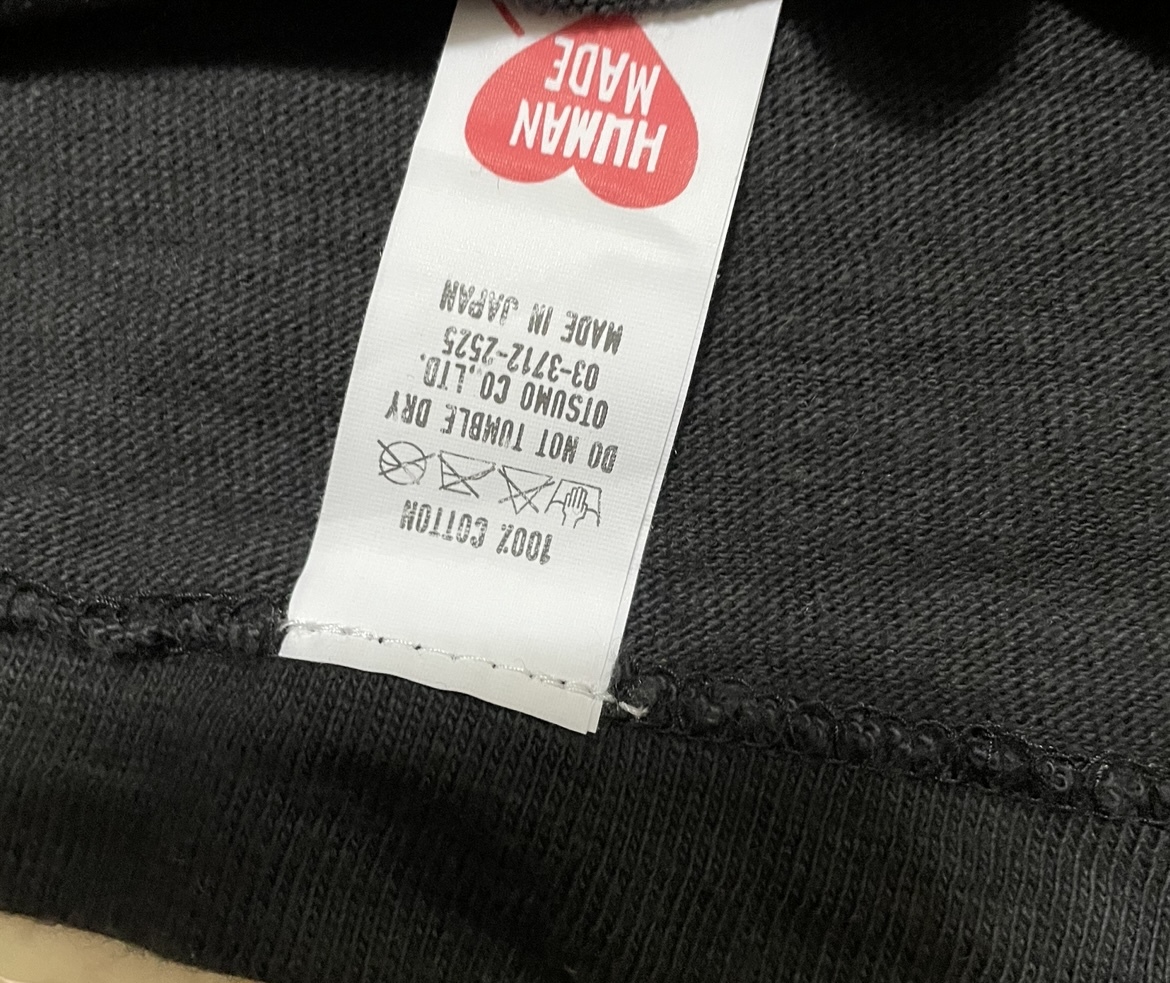 HUMAN
MADE
MADE IN JAPAN
03-3712-2525
OTSUMO CO.,LTD.
DO NOT TUMBLE DRY
100% COTTON